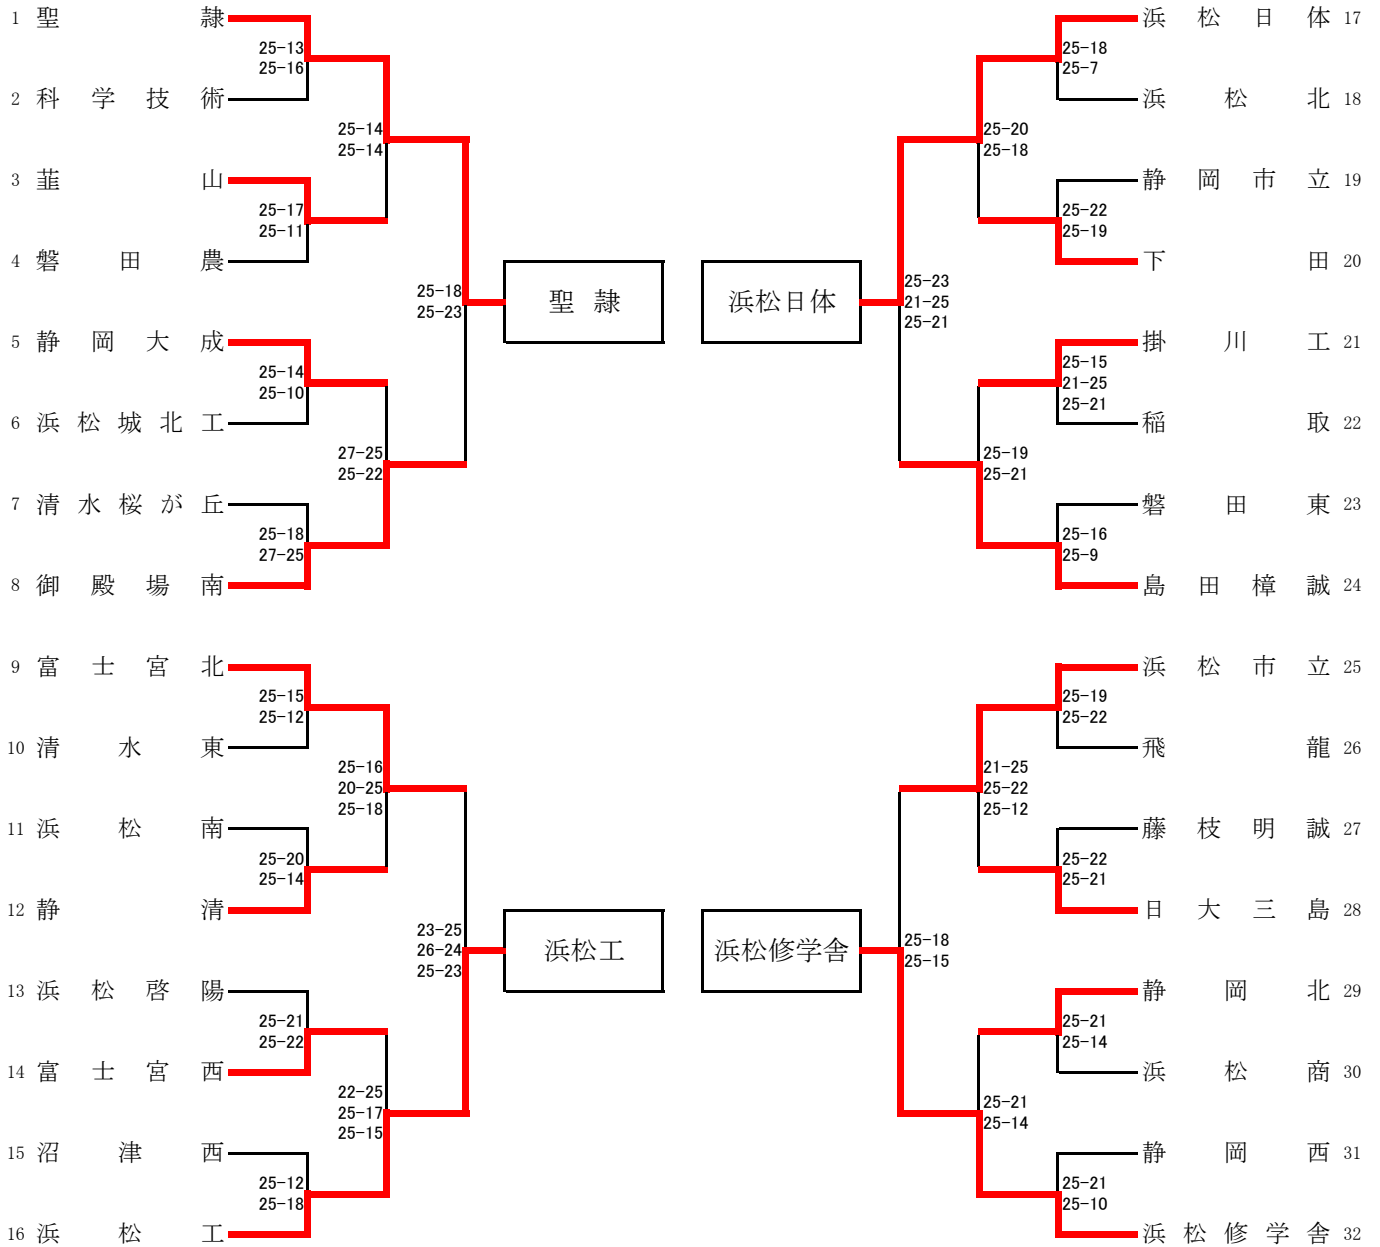 1 聖隷
25-13
25-16
2 科学技術
25-14
25-14
3 韮山
25-17
25-11
4 磐田農
25-18
25-23
聖隷
5 静岡大成
25-14
25-10
6 浜松城北工
27-25
25-22
7 清水桜が丘
25-18
27-25
8 御殿場南
9 富士宮北
25-15
25-12
10 清水東
25-16
20-25
25-18
11 浜松南
25-20
25-14
12 静清
23-25
26-24
25-23
浜松工
13 浜松啓陽
25-21
25-22
14 富士宮西
22-25
25-17
25-15
15 沼津西
25-12
25-18
16 浜松工
浜松日体 17
25-18
25-7
浜松北 18
25-20
25-18
静岡市立 19
25-22
25-19
下田 20
浜松日体
25-23
21-25
25-21
掛川工 21
25-15
21-25
25-21
稲取 22
25-19
25-21
磐田東 23
25-16
25-9
島田樟誠 24
浜松市立 25
25-19
25-22
飛龍 26
21-25
25-22
25-12
藤枝明誠 27
25-22
25-21
日大三島 28
浜松修学舎
25-18
25-15
静岡北 29
25-21
25-14
浜松商 30
25-21
25-14
静岡西 31
25-21
25-10
浜松修学舎 32